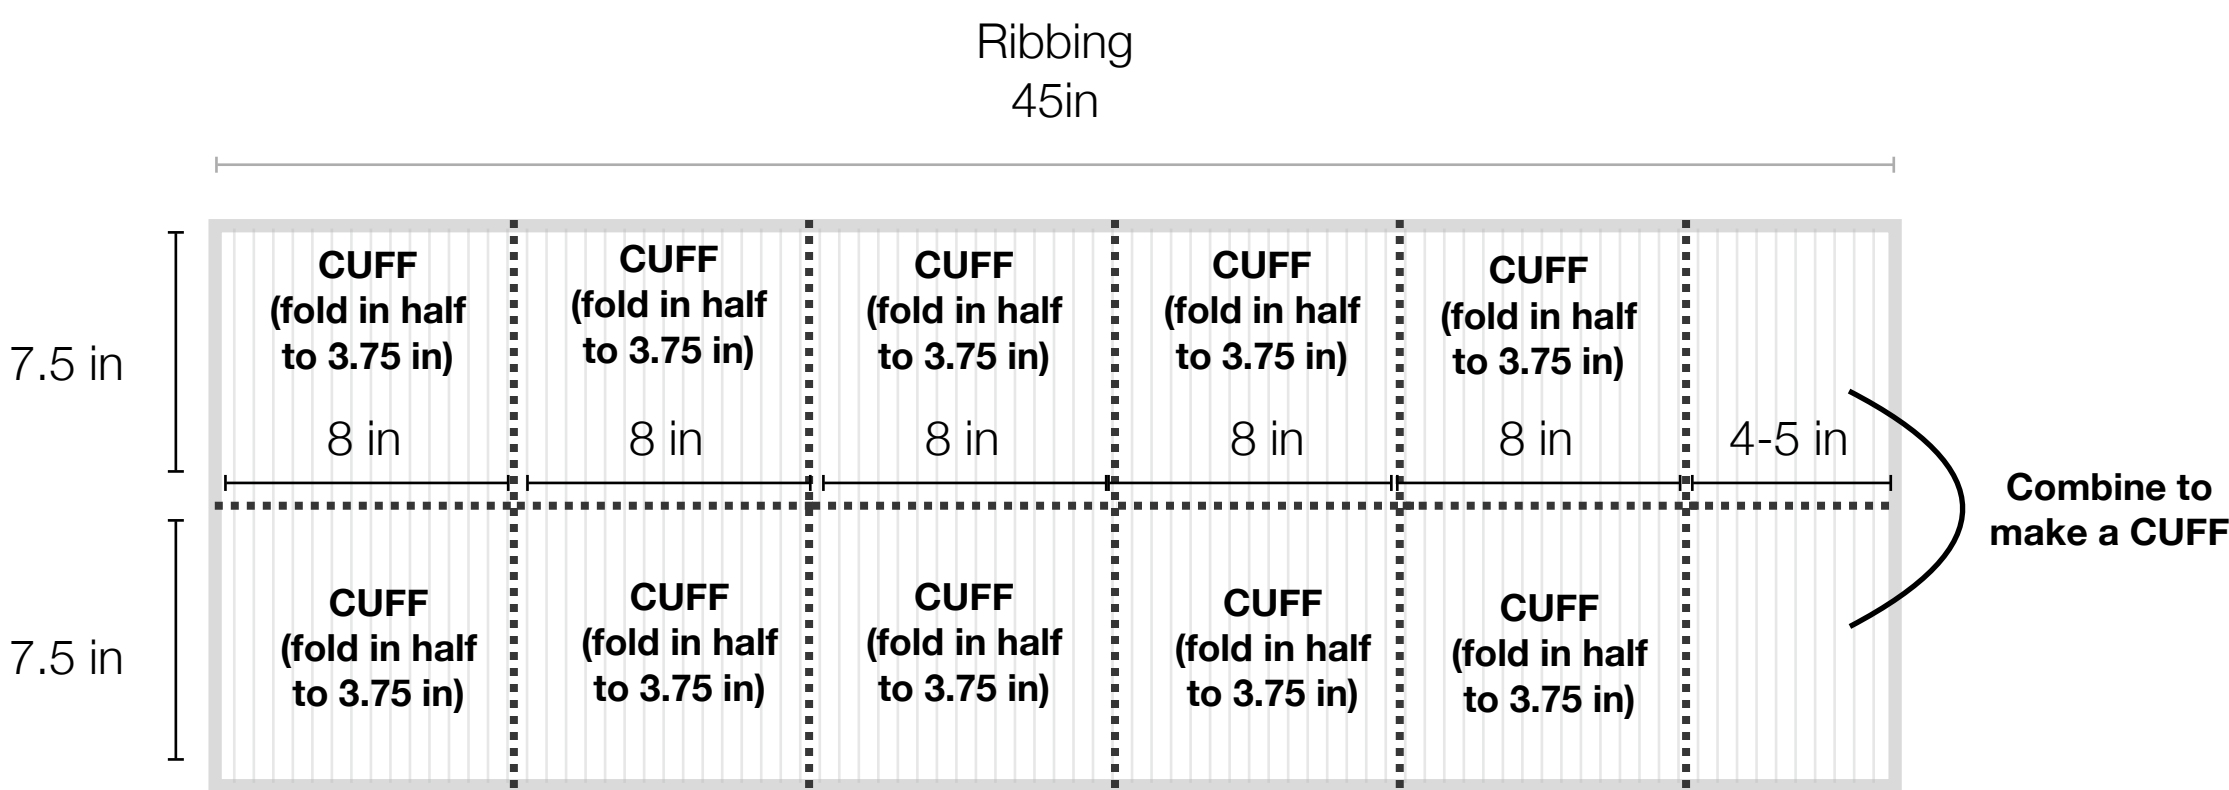 Ribbing
45in
CUFF
(fold in half
to 3.75 in)
CUFF
(fold in half
to 3.75 in)
CUFF
(fold in half
to 3.75 in)
CUFF
(fold in half
to 3.75 in)
CUFF
(fold in half
to 3.75 in)
7.5 in
8 in
8 in
8 in
8 in
8 in
4-5 in
Combine to
make a CUFF
7.5 in
CUFF
(fold in half
to 3.75 in)
CUFF
(fold in half
to 3.75 in)
CUFF
(fold in half
to 3.75 in)
CUFF
(fold in half
to 3.75 in)
CUFF
(fold in half
to 3.75 in)